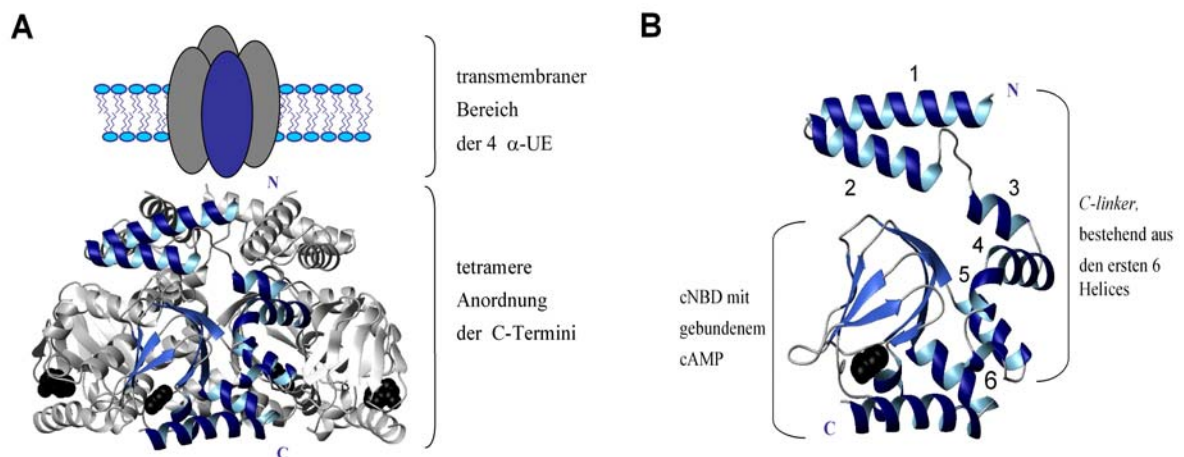 A
transmembraner
Bereich
der 4 α-UE
N
tetramere
Anordnung
der C-Termini
C
B
1
N
2
3
C-linker,
bestehend aus
den ersten 6
Helices
4
5
cNBD mit
gebundenem
cAMP
6
C